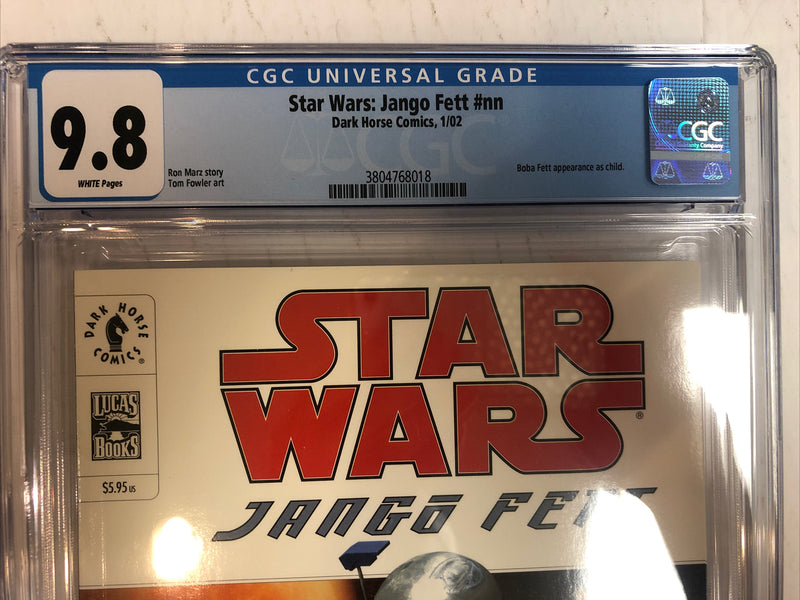 CGC UNIVERSAL GRADE
9.8
WHITE Pages
Star Wars: Jango Fett #nn
Dark Horse Comics, 1/02
Ron Marz story
Tom Fowler art
Boba Fett appearance as child.
3804768018
CGC
CGC
DARK HORSE
COMICS®
LUCAS
BOOKS
$5.95 US
STAR
WARS®
JANGO FETT